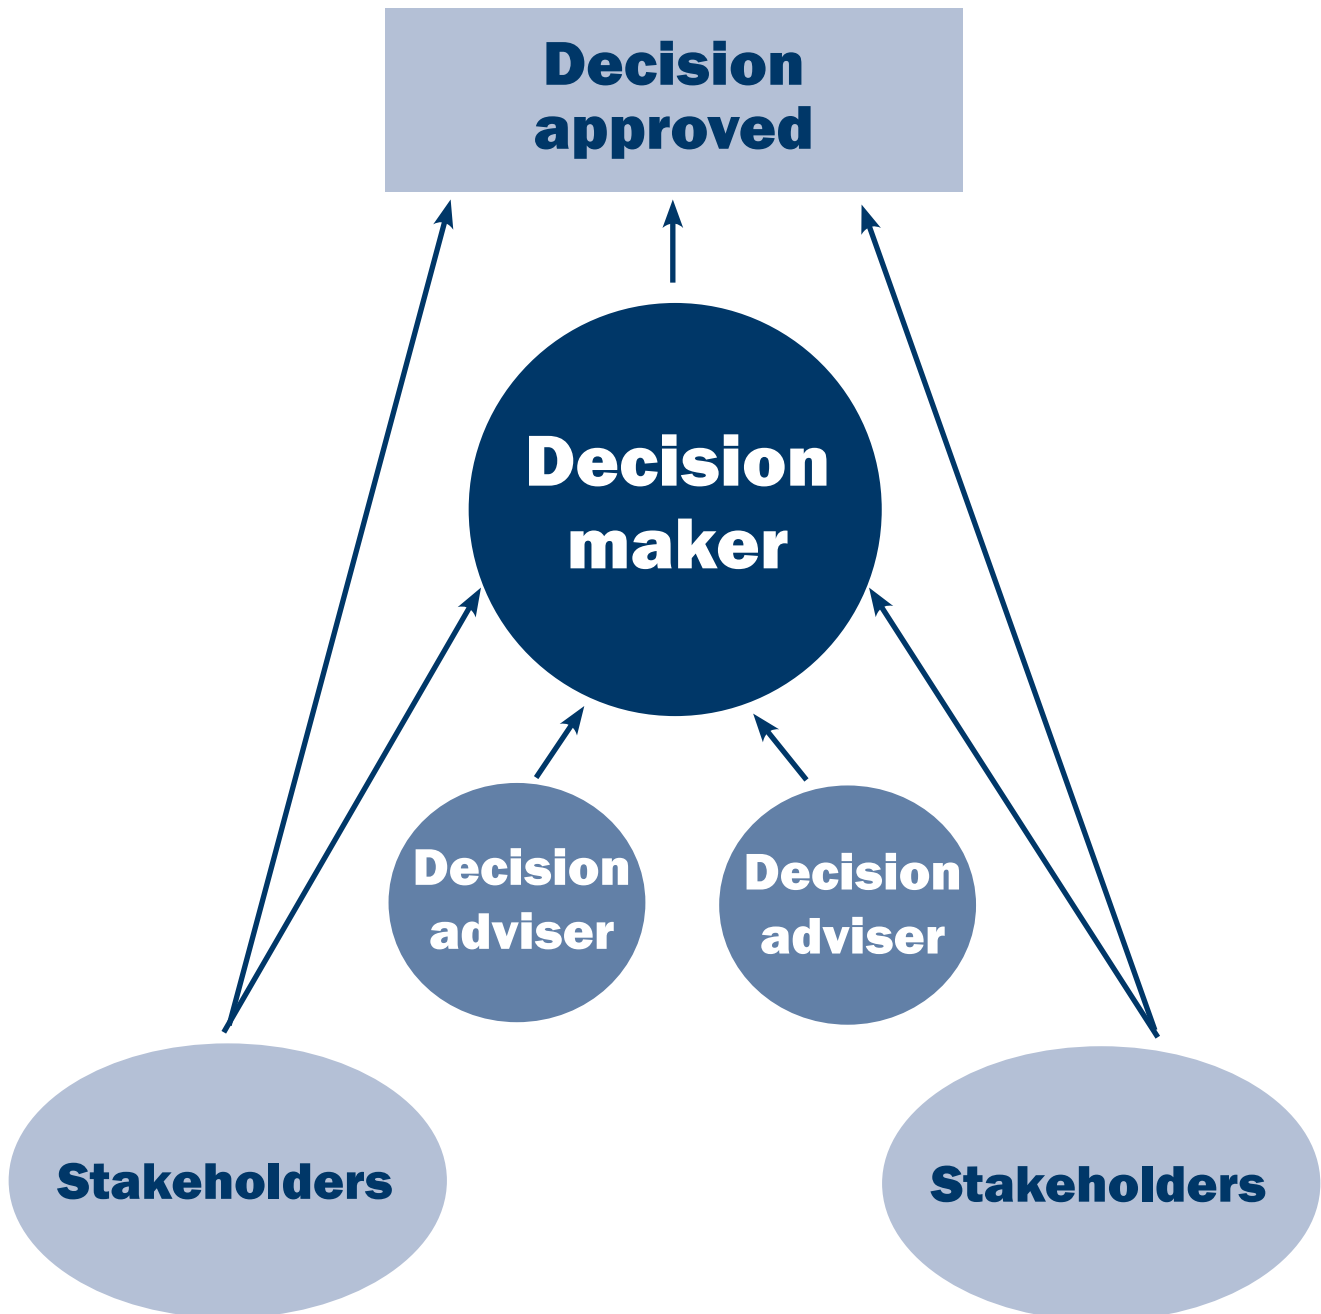 Decision
approved
Decision
maker
Decision
adviser
Decision
adviser
Stakeholders
Stakeholders